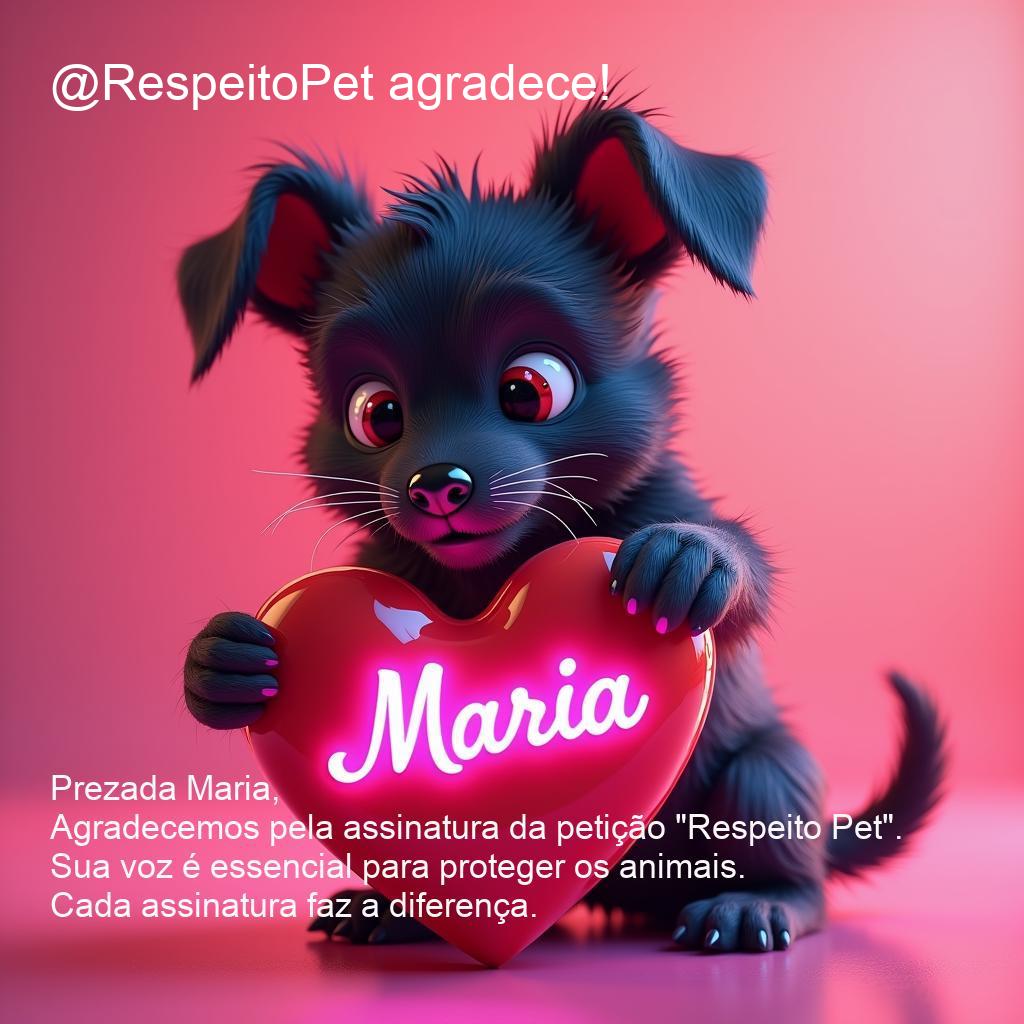 @RespeitoPet agradece!
Maria
Prezada Maria,
Agradecemos pela assinatura da petição "Respeito Pet".
Sua voz é essencial para proteger os animais.
Cada assinatura faz a diferença.